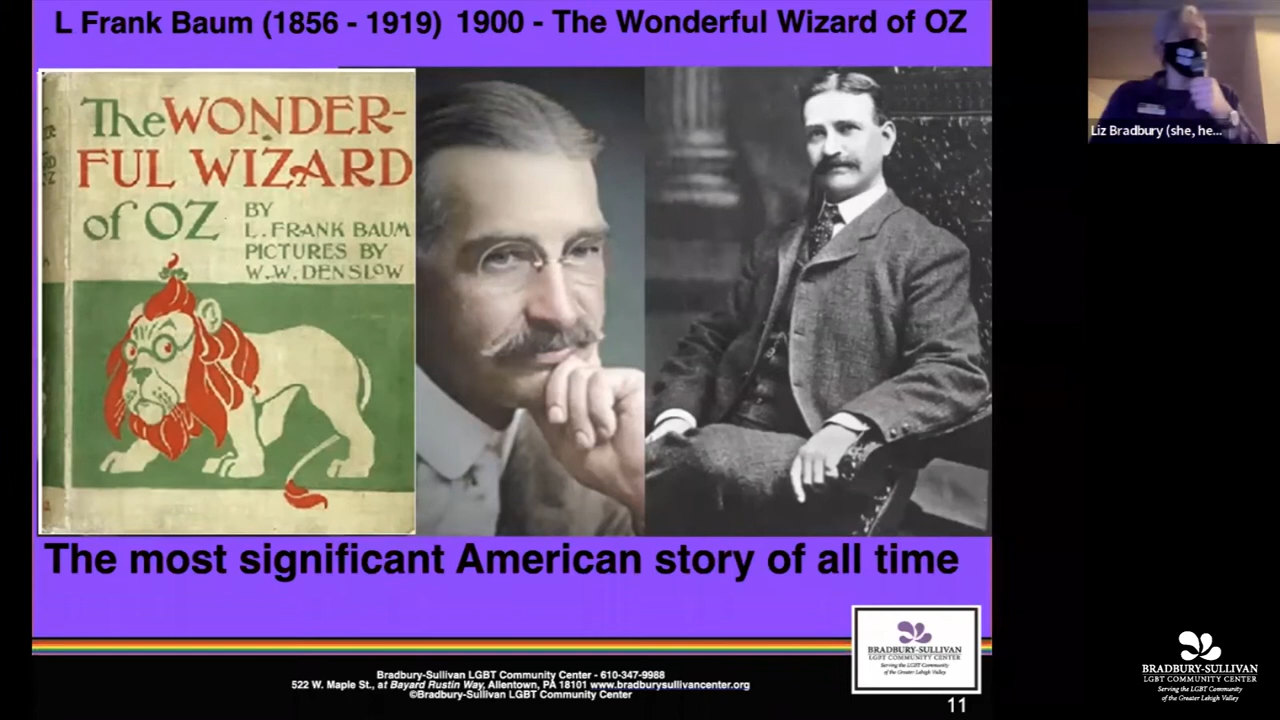 L Frank Baum (1856 - 1919) 1900 - The Wonderful Wizard of OZ
The WONDER-
FUL WIZARD
of OZ
BY
L. FRANK BAUM
PICTURES BY
W. W. DENSLOW
The most significant American story of all time
BRADBURY-SULLIVAN
LGBT COMMUNITY CENTER
Serving the LGBT Community
of the Greater Lehigh Valley
Bradbury-Sullivan LGBT Community Center - 610-347-9988
522 W. Maple St., at Bayard Rustin Way, Allentown, PA 18101 www.bradburysullivancenter.org
©Bradbury-Sullivan LGBT Community Center
11
Liz Bradbury (she, he...
BRADBURY-SULLIVAN
LGBT COMMUNITY CENTER
Serving the LGBT Community
of the Greater Lehigh Valley